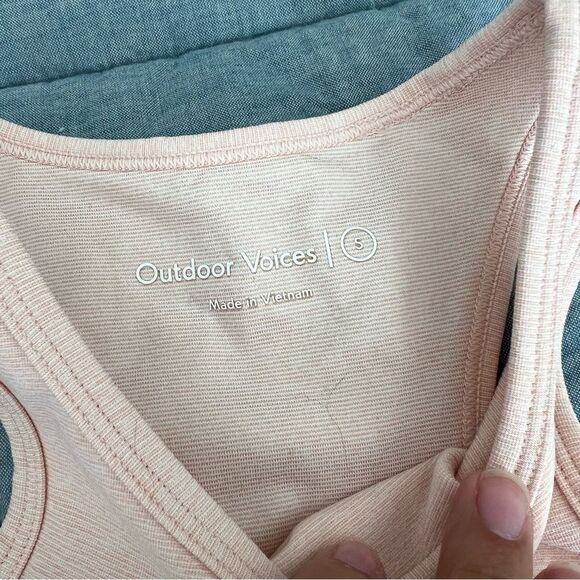 Outdoor Voices | S
Made in Vietnam